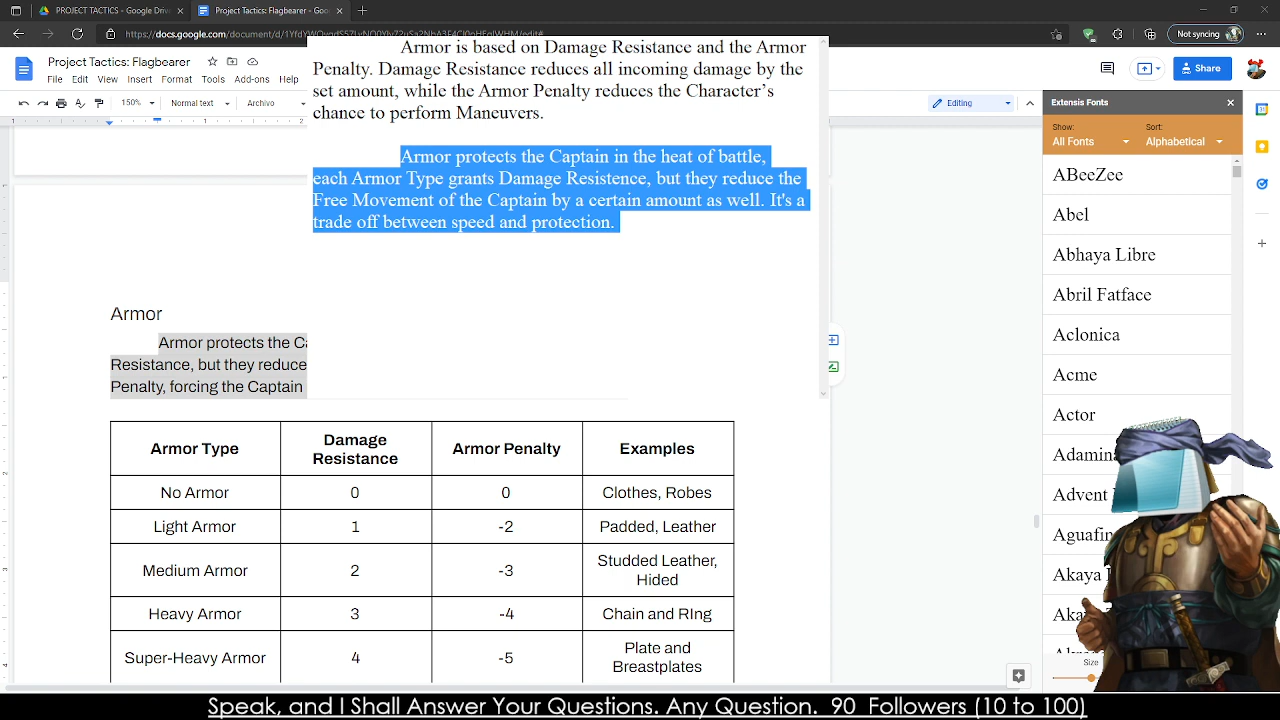 PROJECT TACTICS - Google Drive
Project Tactics: Flagbearer - Goo
Not syncing
Project Tactics: Flagbearer
File Edit View Insert Format Tools Add-ons Help
Share
150% Normal text Archivo
Editing
Extensis Fonts
Show: Sort:
All Fonts Alphabetical
Armor is based on Damage Resistance and the Armor
Penalty. Damage Resistance reduces all incoming damage by the
set amount, while the Armor Penalty reduces the Character's
chance to perform Maneuvers.
Armor protects the Captain in the heat of battle,
each Armor Type grants Damage Resistence, but they reduce the
Free Movement of the Captain by a certain amount as well. It's a
trade off between speed and protection.
Armor
Armor protects the Ca
Resistance, but they reduce
Penalty, forcing the Captain
Armor Type Damage Resistance Armor Penalty Examples
No Armor 0 0 Clothes, Robes
Light Armor 1 -2 Padded, Leather
Medium Armor 2 -3 Studded Leather, Hided
Heavy Armor 3 -4 Chain and RIng
Super-Heavy Armor 4 -5 Plate and Breastplates
ABeeZee
Abel
Abhaya Libre
Abril Fatface
Aclonica
Acme
Actor
Adamina
Advent
Aguafin
Akaya
Size
Speak, and I Shall Answer Your Questions. Any Question. 90 Followers (10 to 100)